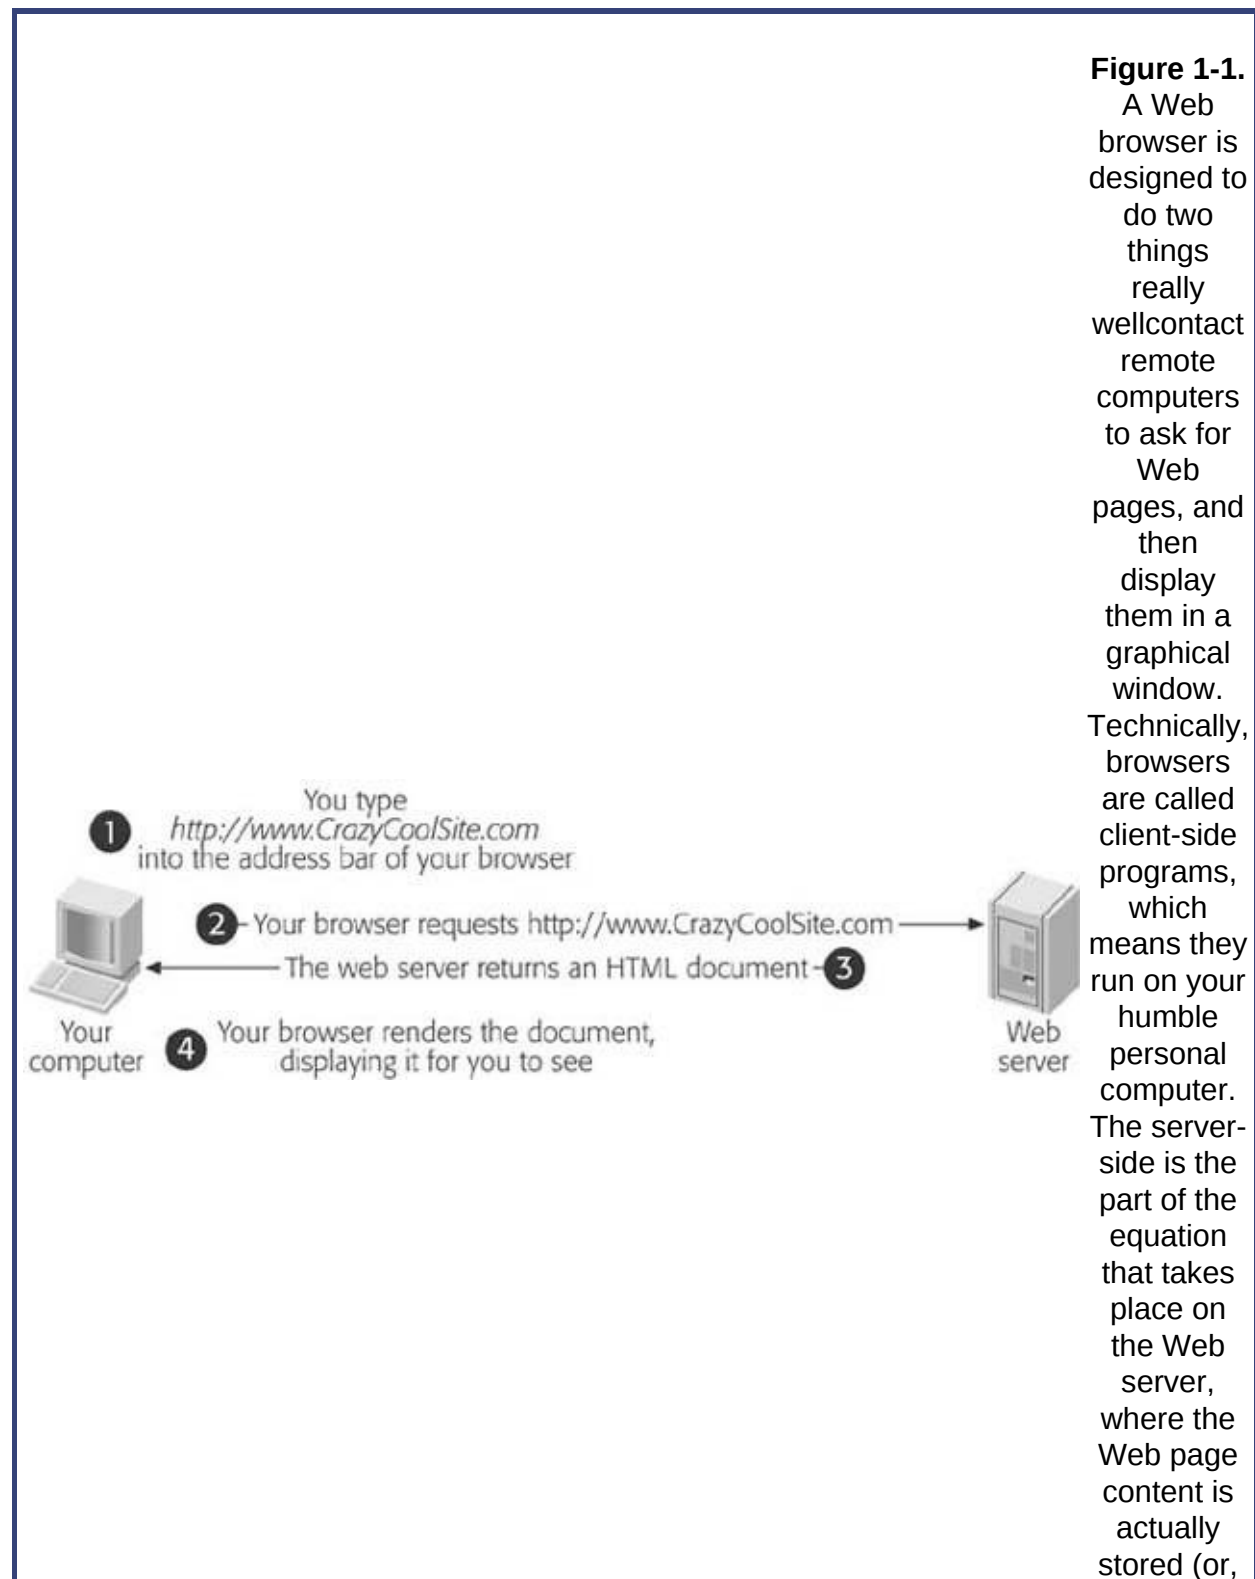 Figure 1-1.
A Web
browser is
designed to
do two
things
really
wellcontact
remote
computers
to ask for
Web
pages, and
then
display
them in a
graphical
window.
Technically,
browsers
are called
client-side
programs,
which
means they
run on your
humble
personal
computer.
The server-
side is the
part of the
equation
that takes
place on
the Web
server,
where the
Web page
content is
actually
stored (or,
1 You type
http://www.CrazyCoolSite.com
into the address bar of your browser
2 Your browser requests http://www.CrazyCoolSite.com
The web server returns an HTML document 3
Your
computer
4 Your browser renders the document,
displaying it for you to see
Web
server